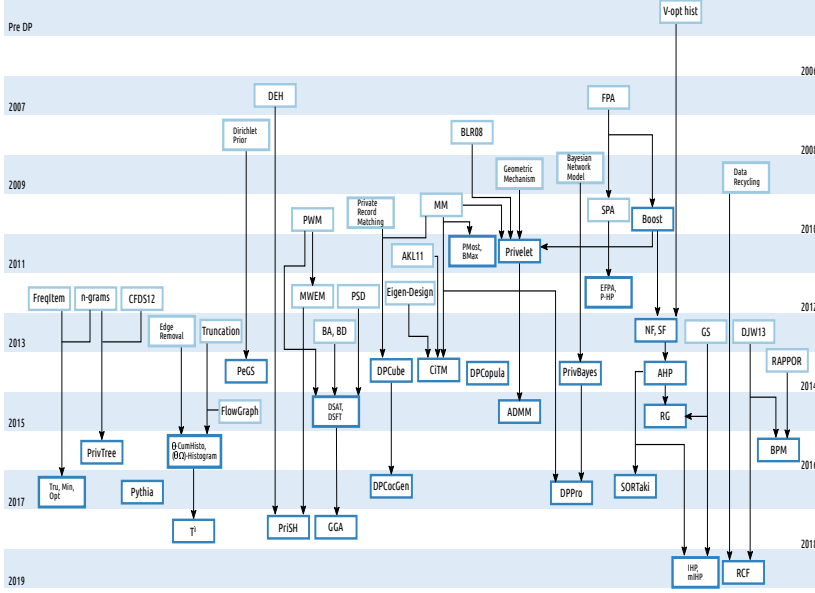 V-opt hist
Pre DP
2006
DEH
FPA
2007
Dirichlet
Prior
BLR08
2008
Geometric
Mechanism
Bayesian
Network
Model
Data
Recycling
2009
Private
Record
Matching
MM
SPA
Boost
PWM
2010
PMost,
BMax
Privelet
AKL11
2011
FreqItem
n-grams
CFDS12
MWEM
PSD
Eigen-Design
EFPA,
P-HP
2012
Edge
Removal
Truncation
BA, BD
NF, SF
GS
DJW13
2013
PeGS
DPCube
CiTM
DPCopula
PrivBayes
AHP
RAPPOR
2014
FlowGraph
DSAT,
DSFT
ADMM
RG
2015
PrivTree
θ-CumHisto,
(θ,Ω)-Histogram
BPM
2016
Tru, Min,
Opt
Pythia
DPCocGen
DPPro
SORTaki
2017
Tλ
PriSH
GGA
2018
IHP,
mIHP
RCF
2019